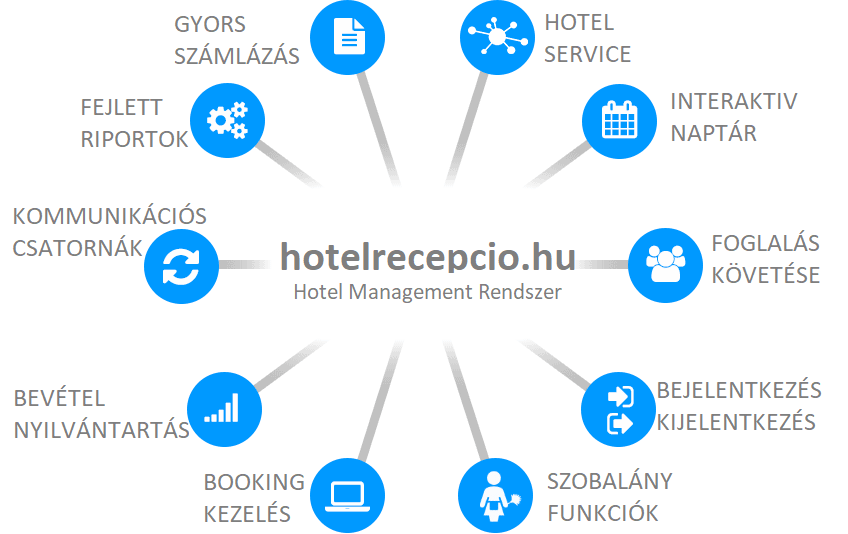 GYORS
SZÁMLÁZÁS
HOTEL
SERVICE
FEJLETT
RIPORTOK
INTERAKTIV
NAPTÁR
KOMMUNIKÁCIÓS
CSATORNÁK
hotelrecepcio.hu
Hotel Management Rendszer
FOGLALÁS
KÖVETÉSE
BEVÉTEL
NYILVÁNTARTÁS
BEJELENTKEZÉS
KIJELENTKEZÉS
BOOKING
KEZELÉS
SZOBALÁNY
FUNKCIÓK